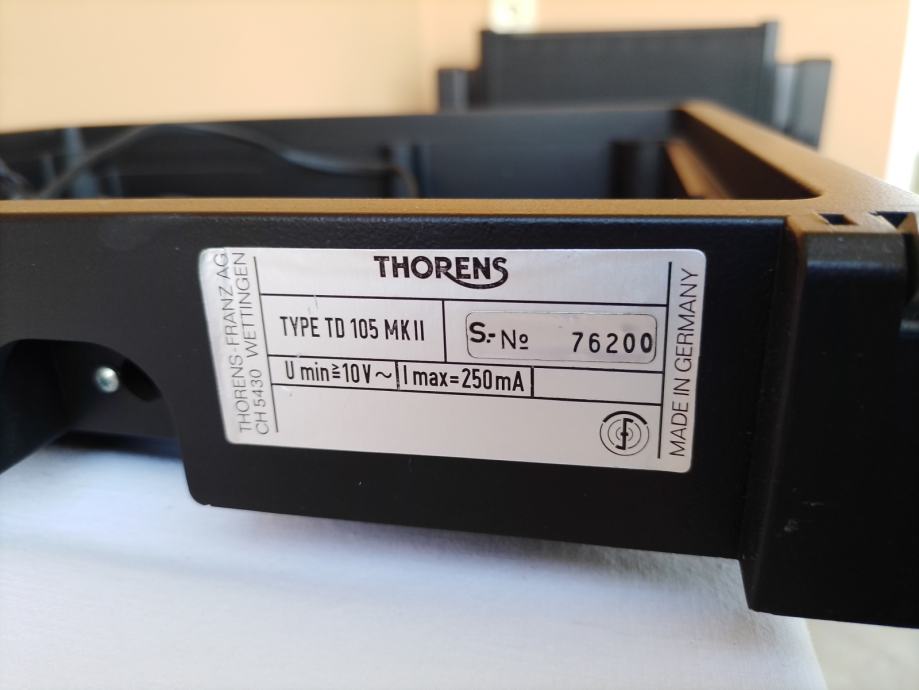 THORENS-FRANZ AG
CH 5430 WETTINGEN
THORENS
TYPE TD 105 MK II
S.-No 76200
U min≧10V~ I max=250mA
MADE IN GERMANY